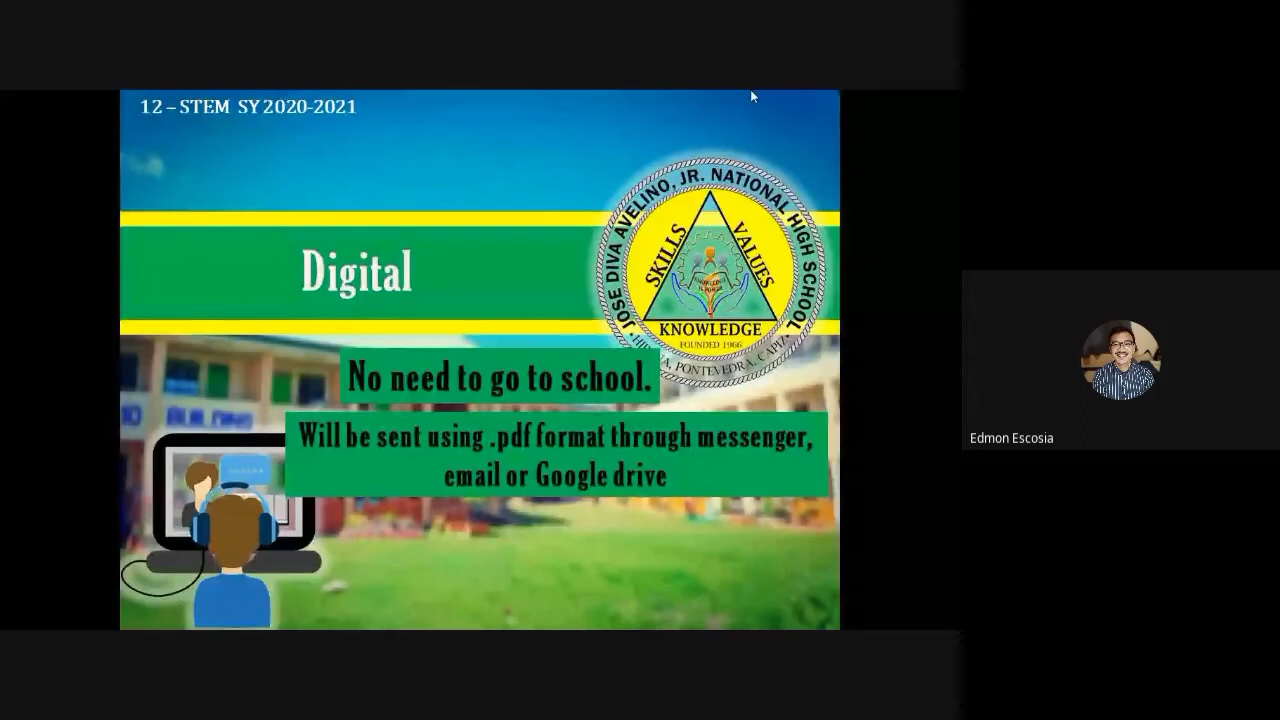 12 – STEM SY 2020-2021
JOSE DIVA AVELINO, JR. NATIONAL HIGH SCHOOL
SKILLS
VALUES
KNOWLEDGE
FOUNDED 1966
PONTEVEDRA, CAPIZ
Digital
No need to go to school.
Will be sent using .pdf format through messenger,
email or Google drive
BUILDING
Edmon Escosia